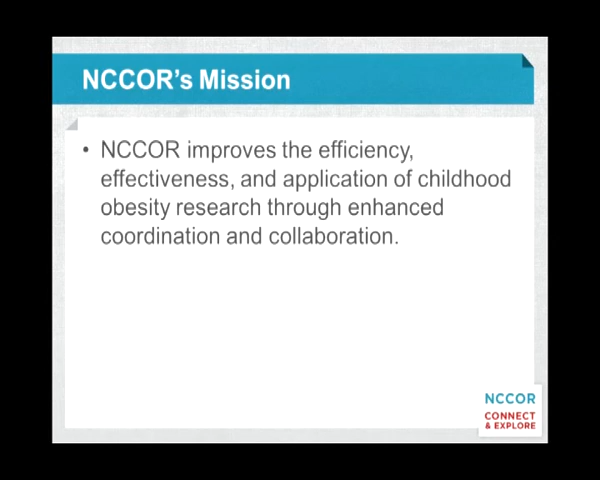 NCCOR’s Mission
• NCCOR improves the efficiency,
effectiveness, and application of childhood
obesity research through enhanced
coordination and collaboration.
NCCOR
CONNECT
& EXPLORE